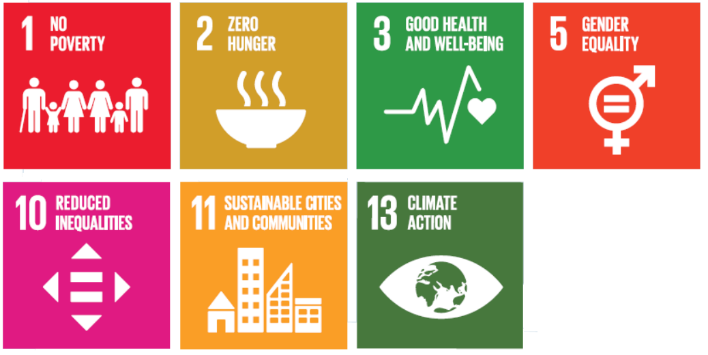 1 NO
POVERTY
2 ZERO
HUNGER
3 GOOD HEALTH
AND WELL-BEING
5 GENDER
EQUALITY
10 REDUCED
INEQUALITIES
11 SUSTAINABLE CITIES
AND COMMUNITIES
13 CLIMATE
ACTION